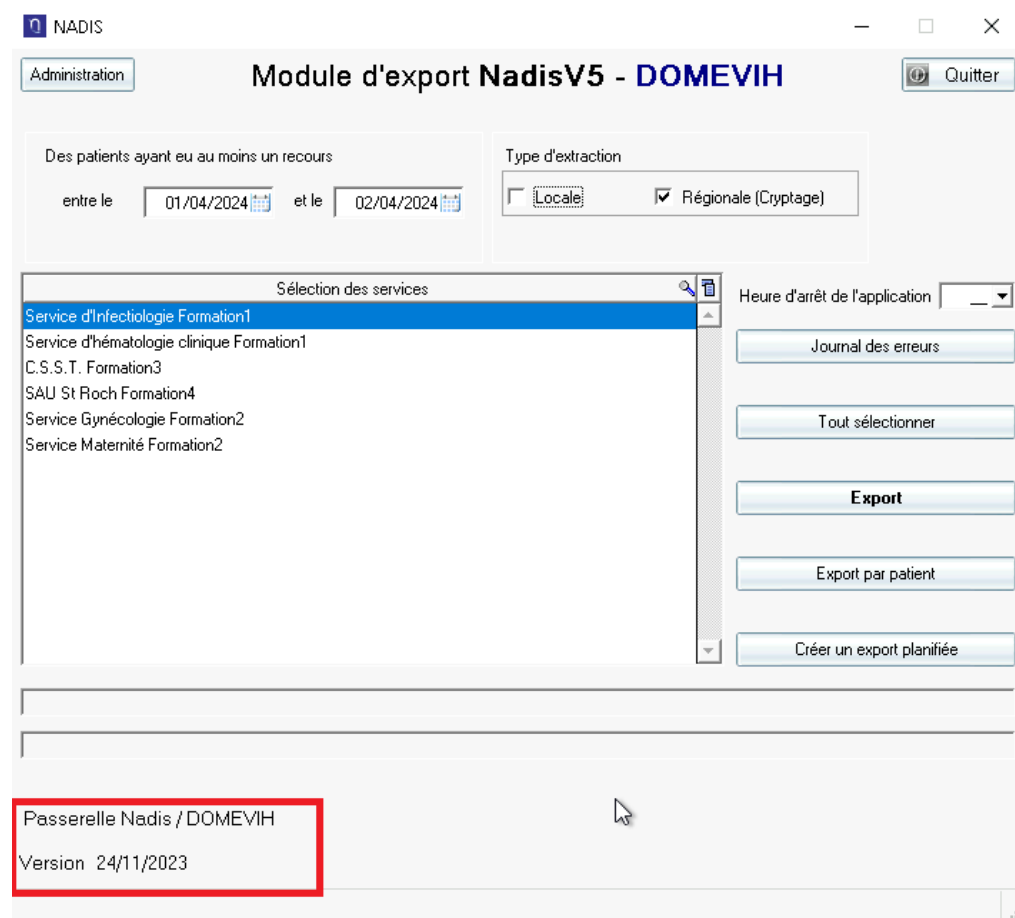 NADIS
Administration
Module d'export NadisV5 - DOMEVIH
Quitter
Des patients ayant eu au moins un recours
entre le 01/04/2024 et le 02/04/2024
Type d'extraction
Locale
Régionale (Cryptage)
Sélection des services
Service d'Infectiologie Formation1
Service d'hématologie clinique Formation1
C.S.S.T. Formation3
SAU St Roch Formation4
Service Gynécologie Formation2
Service Maternité Formation2
Heure d'arrêt de l'application __
Journal des erreurs
Tout sélectionner
Export
Export par patient
Créer un export planifiée
Passerelle Nadis / DOMEVIH
Version 24/11/2023